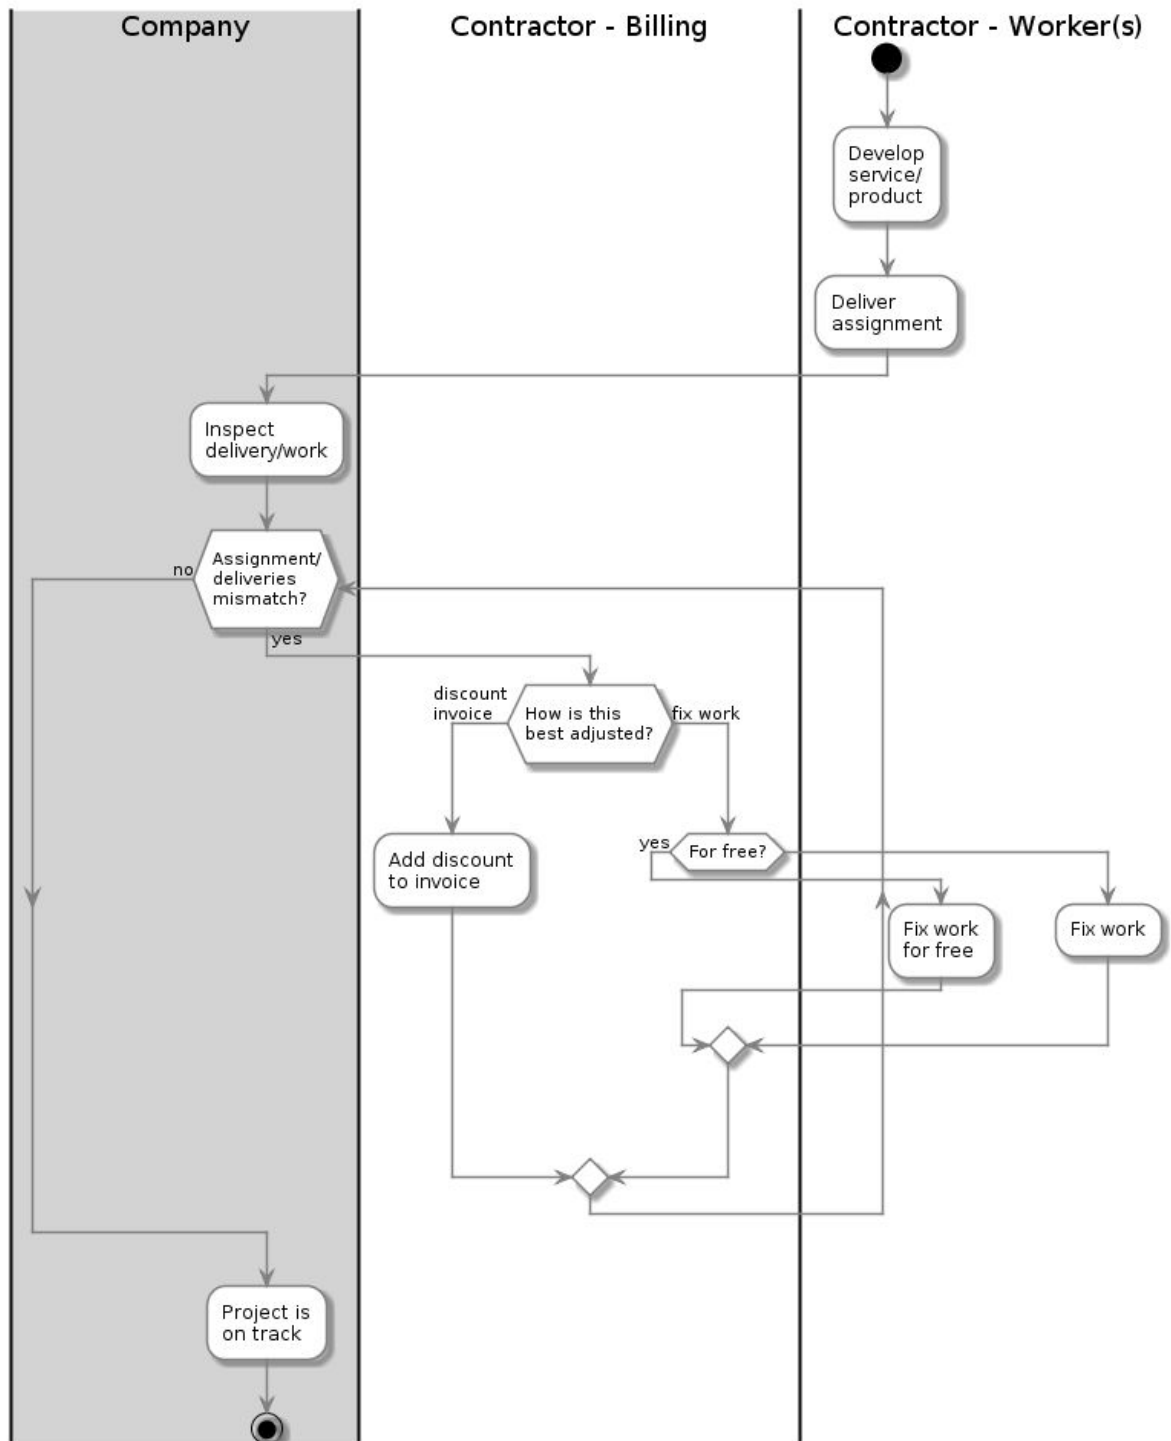 Company
Contractor - Billing
Contractor - Worker(s)
Develop
service/
product
Deliver
assignment
Inspect
delivery/work
no
Assignment/
deliveries
mismatch?
yes
discount
invoice
How is this
best adjusted?
fix work
Add discount
to invoice
yes
For free?
Fix work
for free
Fix work
Project is
on track